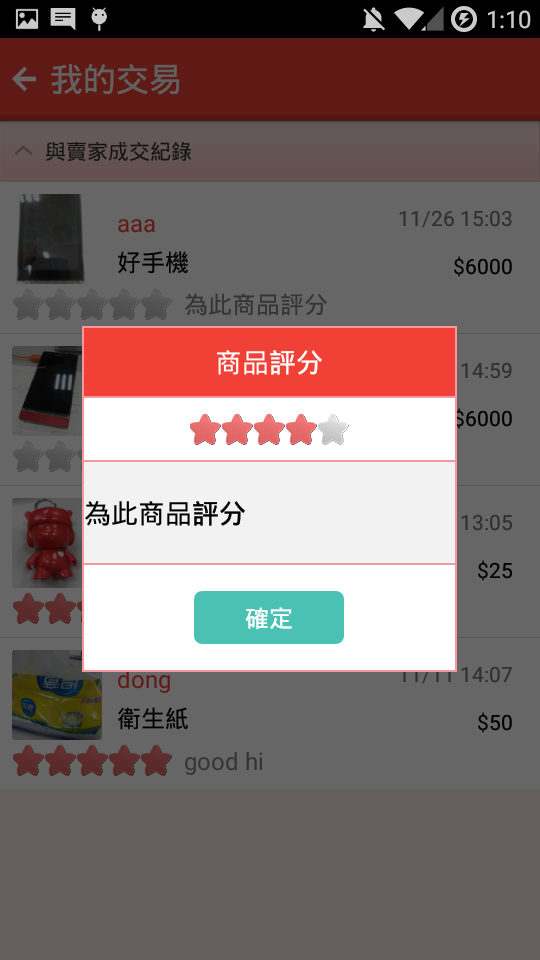 1:10
我的交易
與賣家成交紀錄
aaa
11/26 15:03
好手機
$6000
為此商品評分
14:59
$6000
商品評分
為此商品評分
13:05
$25
確定
dong
11/11 14:07
衛生紙
$50
good hi